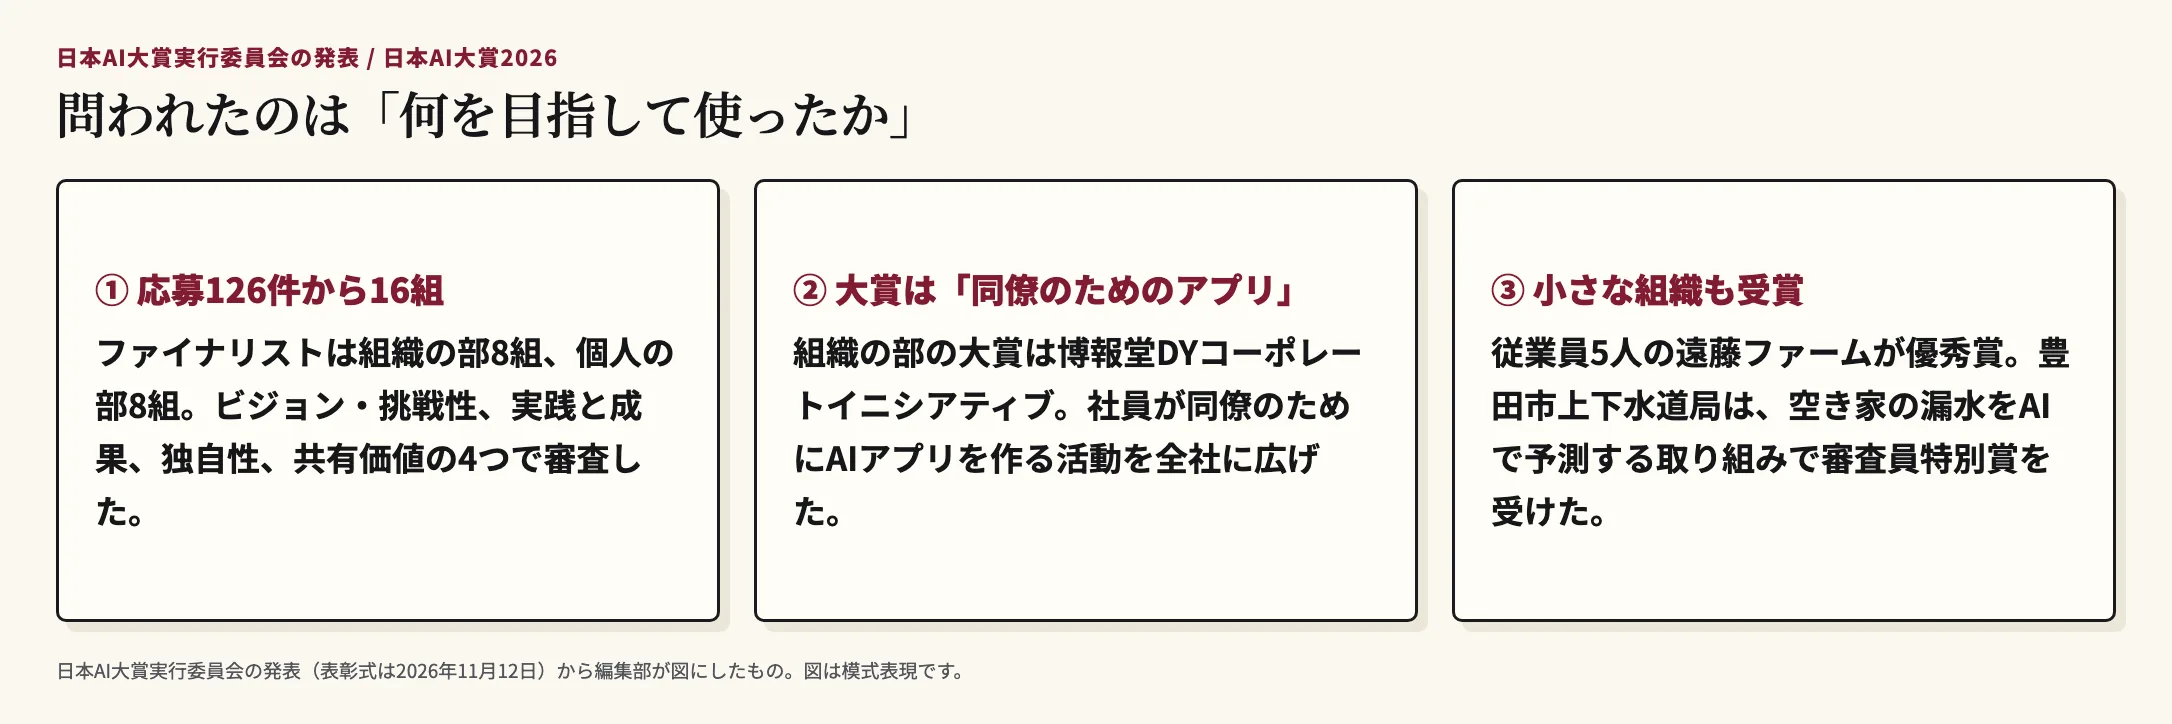 日本AI大賞実行委員会の発表 / 日本AI大賞2026
問われたのは「何を目指して使ったか」
① 応募126件から16組
ファイナリストは組織の部8組、個人の
部8組。ビジョン・挑戦性、実践と成
果、独自性、共有価値の4つで審査し
た。
② 大賞は「同僚のためのアプリ」
組織の部の大賞は博報堂DYコーポレー
トイニシアティブ。社員が同僚のため
にAIアプリを作る活動を全社に広げ
た。
③ 小さな組織も受賞
従業員5人の遠藤ファームが優秀賞。豊
田市上下水道局は、空き家の漏水をAI
で予測する取り組みで審査員特別賞を
受けた。
日本AI大賞実行委員会の発表（表彰式は2026年11月12日）から編集部が図にしたもの。図は模式表現です。